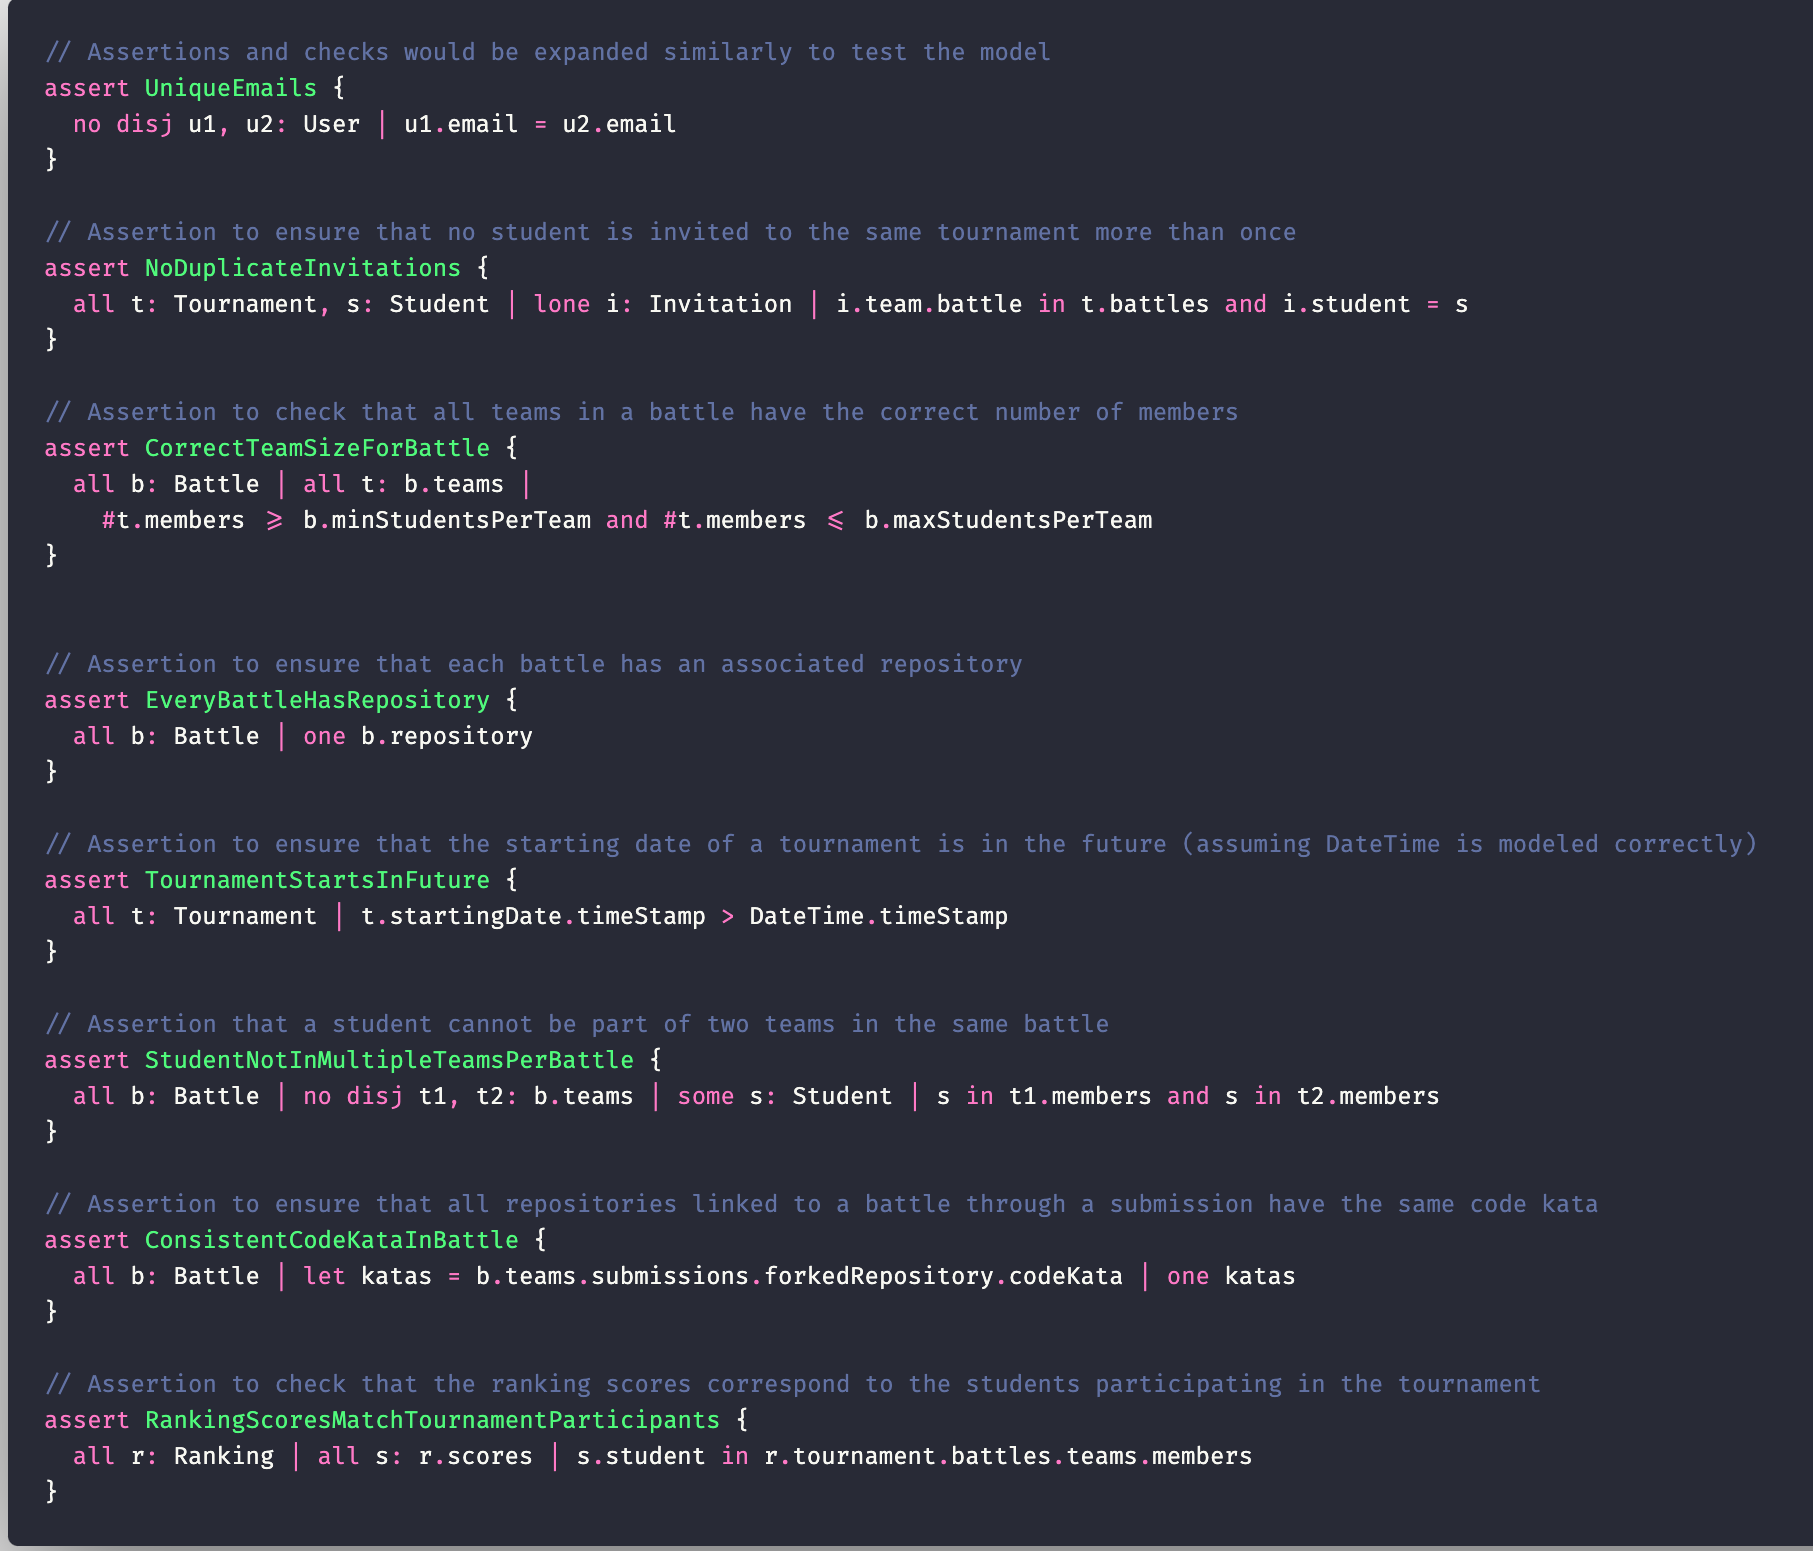 // Assertions and checks would be expanded similarly to test the model
assert UniqueEmails {
  no disj u1, u2: User | u1.email = u2.email
}

// Assertion to ensure that no student is invited to the same tournament more than once
assert NoDuplicateInvitations {
  all t: Tournament, s: Student | lone i: Invitation | i.team.battle in t.battles and i.student = s
}

// Assertion to check that all teams in a battle have the correct number of members
assert CorrectTeamSizeForBattle {
  all b: Battle | all t: b.teams |
    #t.members >= b.minStudentsPerTeam and #t.members <= b.maxStudentsPerTeam
}

// Assertion to ensure that each battle has an associated repository
assert EveryBattleHasRepository {
  all b: Battle | one b.repository
}

// Assertion to ensure that the starting date of a tournament is in the future (assuming DateTime is modeled correctly)
assert TournamentStartsInFuture {
  all t: Tournament | t.startingDate.timeStamp > DateTime.timeStamp
}

// Assertion that a student cannot be part of two teams in the same battle
assert StudentNotInMultipleTeamsPerBattle {
  all b: Battle | no disj t1, t2: b.teams | some s: Student | s in t1.members and s in t2.members
}

// Assertion to ensure that all repositories linked to a battle through a submission have the same code kata
assert ConsistentCodeKataInBattle {
  all b: Battle | let katas = b.teams.submissions.forkedRepository.codeKata | one katas
}

// Assertion to check that the ranking scores correspond to the students participating in the tournament
assert RankingScoresMatchTournamentParticipants {
  all r: Ranking | all s: r.scores | s.student in r.tournament.battles.teams.members
}